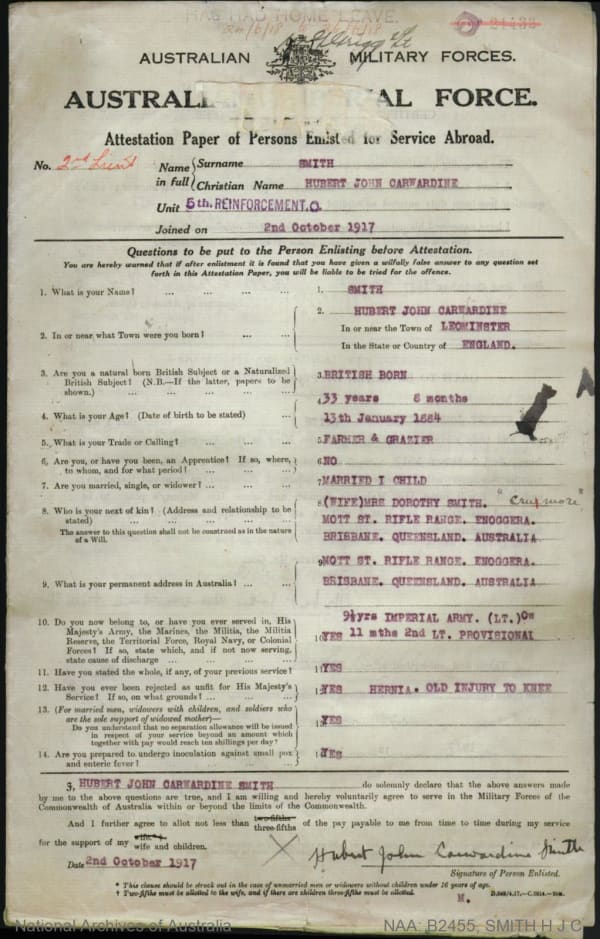 HAS HAD HOME LEAVE.
AUSTRALIAN MILITARY FORCES.
AUSTRAL AL FORCE.
Attestation Paper of Persons Enlisted for Service Abroad.
No. 2nd Lieut
Name in full
Surname SMITH
Christian Name HUBERT JOHN CARWARDINE
Unit 5th. REINFORCEMENT. O.
Joined on 2nd October 1917
Questions to be put to the Person Enlisting before Attestation.
You are hereby warned that if after enlistment it is found that you have given a wilfully false answer to any question set
forth in this Attestation Paper, you will be liable to be tried for the offence.
1. What is your Name? ... ... ... ... 1. SMITH
2. HUBERT JOHN CARWARDINE
2. In or near what Town were you born? ... ... In or near the Town of LEOMINSTER
In the State or Country of ENGLAND.
3. Are you a natural born British Subject or a Naturalized
British Subject? (N.B.—If the latter, papers to be
shown.) ... ... ... ... ... 3. BRITISH BORN
4. What is your Age? (Date of birth to be stated) ... 4. 33 years 8 months
13th January 1884
5. What is your Trade or Calling? ... ... ... 5. FARMER & GRAZIER
6. Are you, or have you been, an Apprentice? If so, where,
to whom, and for what period? ... ... ... 6. NO
7. Are you married, single, or widower? ... ... ... 7. MARRIED I CHILD
8. Who is your next of kin? (Address and relationship to be
stated) ... ... ... ... ...
The answer to this question shall not be construed as in the nature
of a Will.
8. (WIFE) MRS DOROTHY SMITH.
MOTT ST. RIFLE RANGE. ENOGGERA.
BRISBANE. QUEENSLAND. AUSTRALIA
9. What is your permanent address in Australia? ... ... 9. MOTT ST. RIFLE RANGE. ENOGGERA.
BRISBANE. QUEENSLAND. AUSTRALIA
10. Do you now belong to, or have you ever served in, His
Majesty's Army, the Marines, the Militia, the Militia
Reserve, the Territorial Force, Royal Navy, or Colonial
Forces? If so, state which, and if not now serving,
state cause of discharge ... ... ... ...
9½yrs IMPERIAL ARMY. (LT.)
10. YES 11 mths 2nd LT. PROVISIONAL
11. Have you stated the whole, if any, of your previous service? 11. YES
12. Have you ever been rejected as unfit for His Majesty's
Service? If so, on what grounds? ... ... ... 12. YES HERNIA. OLD INJURY TO KNEE
13. (For married men, widowers with children, and soldiers who
are the sole support of widowed mother)—
Do you understand that no separation allowance will be issued
in respect of your service beyond an amount which
together with pay would reach ten shillings per day?
13. YES
14. Are you prepared to undergo inoculation against small pox
and enteric fever? ... ... ... ... 14. YES
I, HUBERT JOHN CARWARDINE SMITH do solemnly declare that the above answers made
by me to the above questions are true, and I am willing and hereby voluntarily agree to serve in the Military Forces of the
Commonwealth of Australia within or beyond the limits of the Commonwealth.
And I further agree to allot not less than two-fifths three-fifths of the pay payable to me from time to time during my service
for the support of my wife. wife and children.
Date 2nd October 1917
Hubert John Carwardine Smith
Signature of Person Enlisted.
* This clause should be struck out in the case of unmarried men or widowers without children under 16 years of age.
† Two-fifths must be allotted to the wife, and if there are children three-fifths must be allotted.
M.
National Archives of Australia
NAA: B2455, SMITH H J C